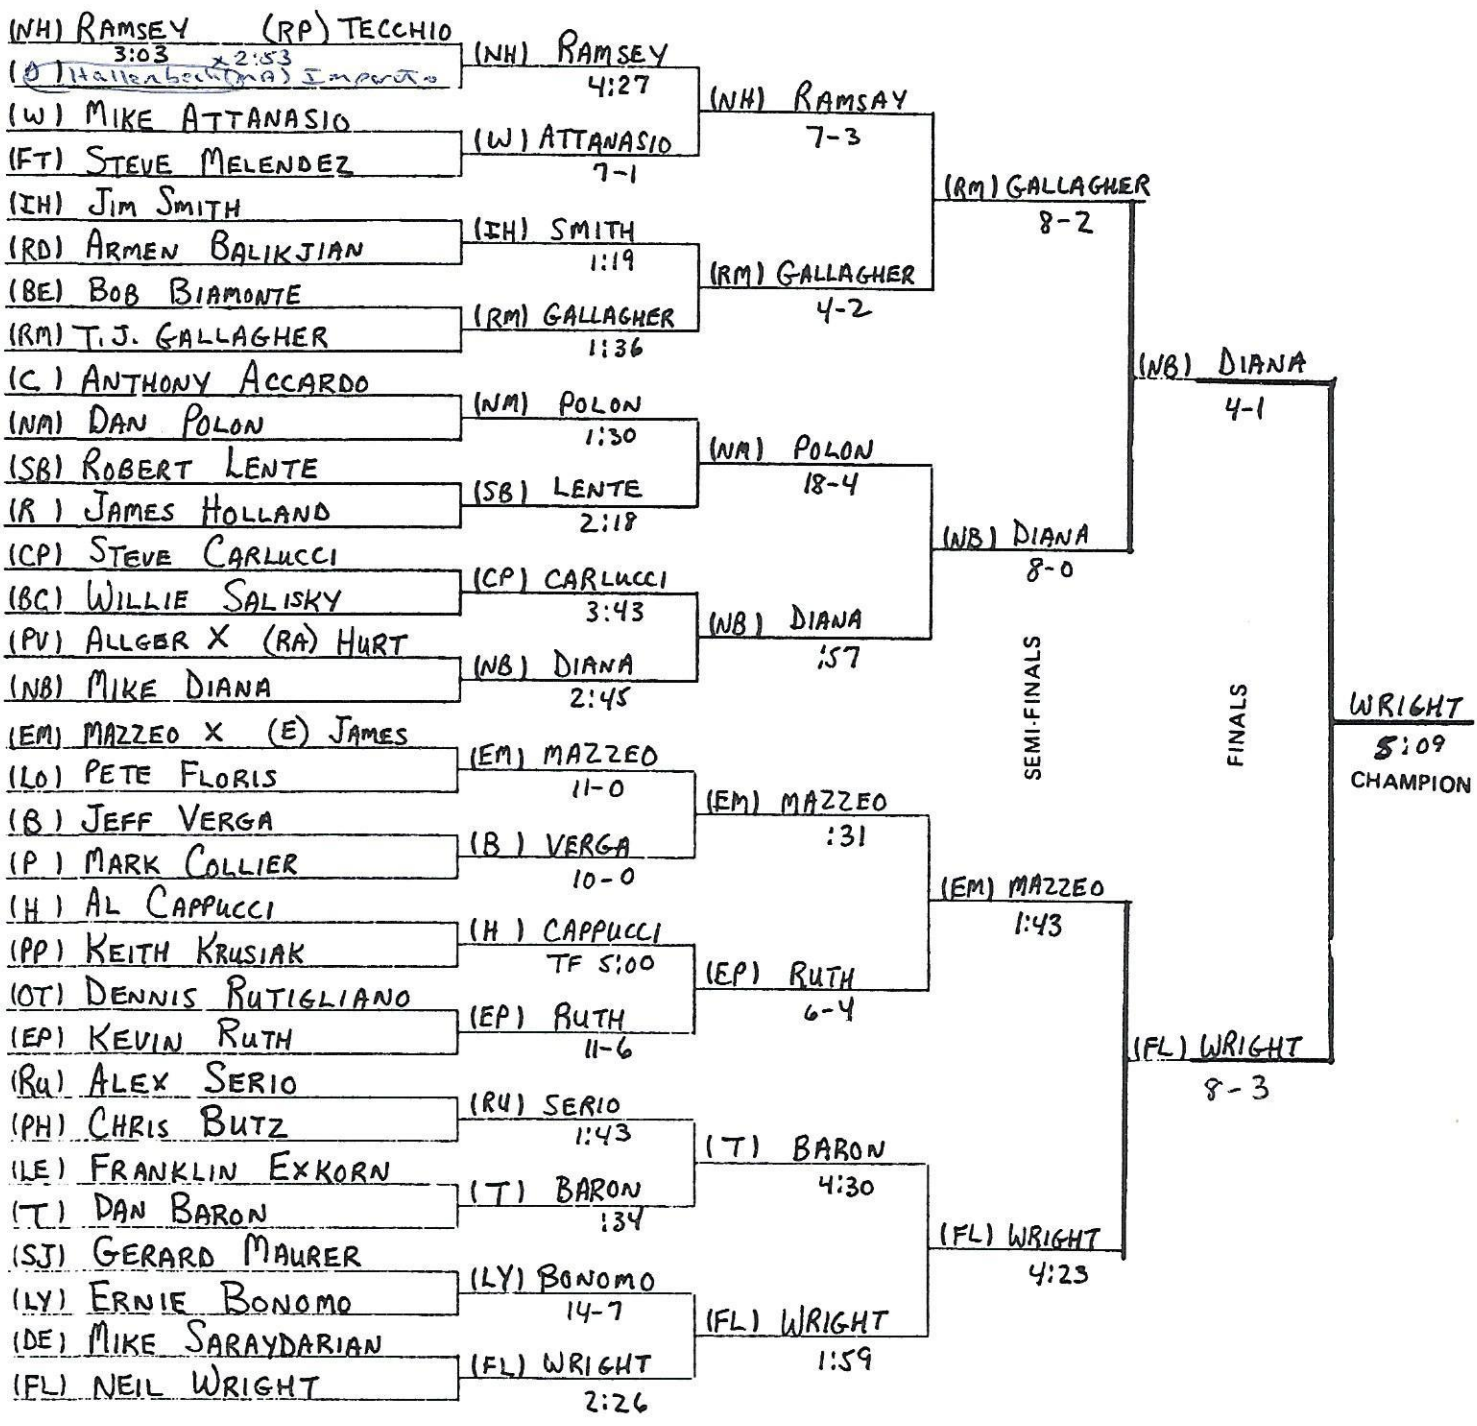 (NH) RAMSEY (RP) TECCHIO
3:03 x 2:53
(D) Hallenbeck (MA) Imparato
(W) MIKE ATTANASIO
(FT) STEVE MELENDEZ
(IH) JIM SMITH
(RD) ARMEN BALIKJIAN
(BE) BOB BIAMONTE
(RM) T.J. GALLAGHER
(C) ANTHONY ACCARDO
(NM) DAN POLON
(SB) ROBERT LENTE
(R) JAMES HOLLAND
(CP) STEVE CARLUCCI
(BC) WILLIE SALISKY
(PV) ALLGER X (RA) HURT
(NB) MIKE DIANA
(EM) MAZZEO X (E) JAMES
(LO) PETE FLORIS
(B) JEFF VERGA
(P) MARK COLLIER
(H) AL CAPPUCCI
(PP) KEITH KRUSIAK
(OT) DENNIS RUTIGLIANO
(EP) KEVIN RUTH
(RU) ALEX SERIO
(PH) CHRIS BUTZ
(LE) FRANKLIN EXKORN
(T) DAN BARON
(SJ) GERARD MAURER
(LY) ERNIE BONOMO
(DE) MIKE SARAYDARIAN
(FL) NEIL WRIGHT
(NH) RAMSEY
4:27
(W) ATTANASIO
7-1
(IH) SMITH
1:19
(RM) GALLAGHER
1:36
(NM) POLON
1:30
(SB) LENTE
2:18
(CP) CARLUCCI
3:43
(NB) DIANA
2:45
(EM) MAZZEO
11-0
(B) VERGA
10-0
(H) CAPPUCCI
TF 5:00
(EP) RUTH
11-6
(RU) SERIO
1:43
(T) BARON
:34
(LY) BONOMO
14-7
(FL) WRIGHT
2:26
(NH) RAMSAY
7-3
(RM) GALLAGHER
4-2
(NM) POLON
18-4
(NB) DIANA
:57
(EM) MAZZEO
:31
(EP) RUTH
6-4
(T) BARON
4:30
(FL) WRIGHT
1:59
(RM) GALLAGHER
8-2
(NB) DIANA
8-0
SEMI-FINALS
(EM) MAZZEO
1:43
(FL) WRIGHT
4:23
(NB) DIANA
4-1
FINALS
(FL) WRIGHT
8-3
WRIGHT
5:09
CHAMPION